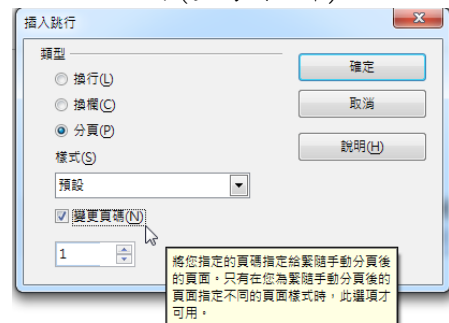 插入跳行
類型
換行(L)
換欄(C)
分頁(P)
樣式(S)
預設
變更頁碼(N)
1
確定
取消
說明(H)
將您指定的頁碼指定給緊隨手動分頁後
的頁面。只有在您為緊隨手動分頁後的
頁面指定不同的頁面樣式時，此選項才
可用。